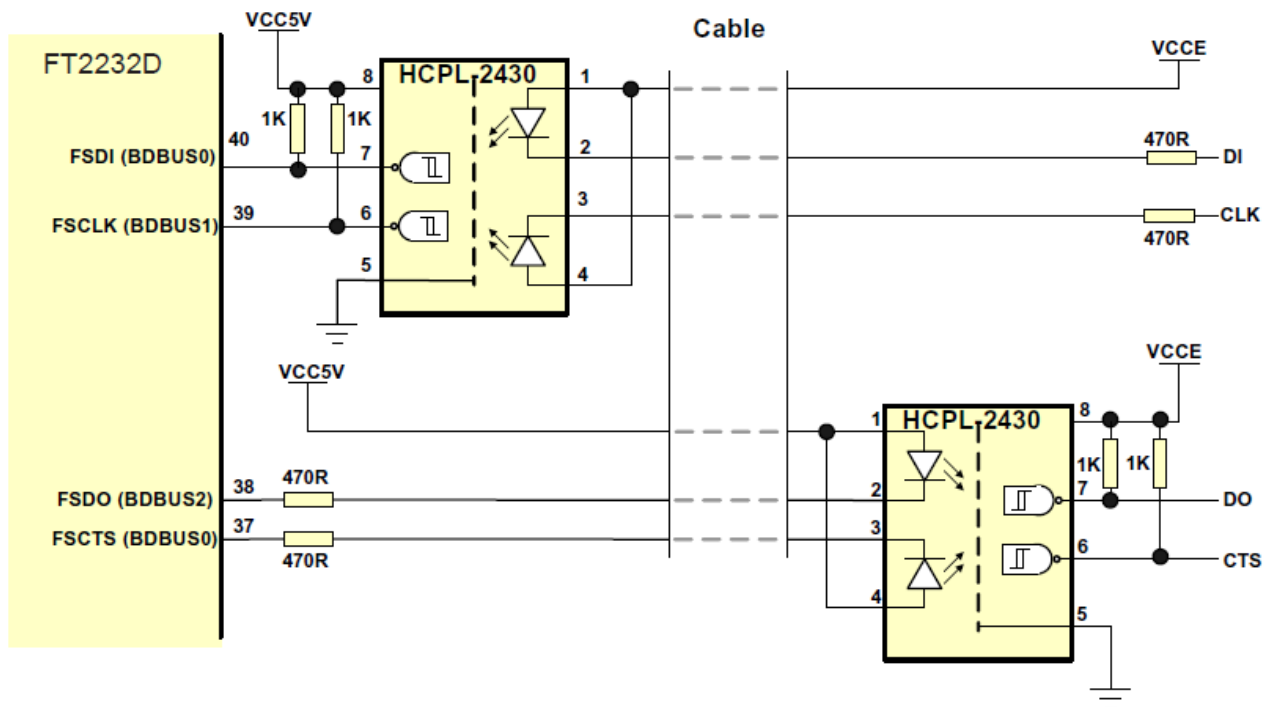 VCC5V
Cable
FT2232D
HCPL-2430
VCCE
8
1
1K
1K
40
470R
FSDI (BDBUS0)
7
2
DI
39
6
3
FSCLK (BDBUS1)
CLK
470R
5
4
VCC5V
VCCE
1
HCPL-2430
8
1K
1K
38
470R
2
7
FSDO (BDBUS2)
DO
37
3
FSCTS (BDBUS0)
6
470R
CTS
4
5